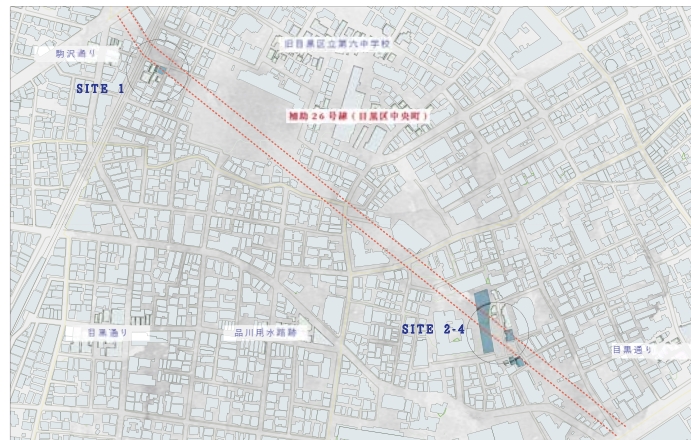 旧目黒区立第六中学校
駒沢通り
SITE 1
補助26号線(目黒区中央町)
SITE 2-4
目黒通り
品川用水路跡
目黒通り